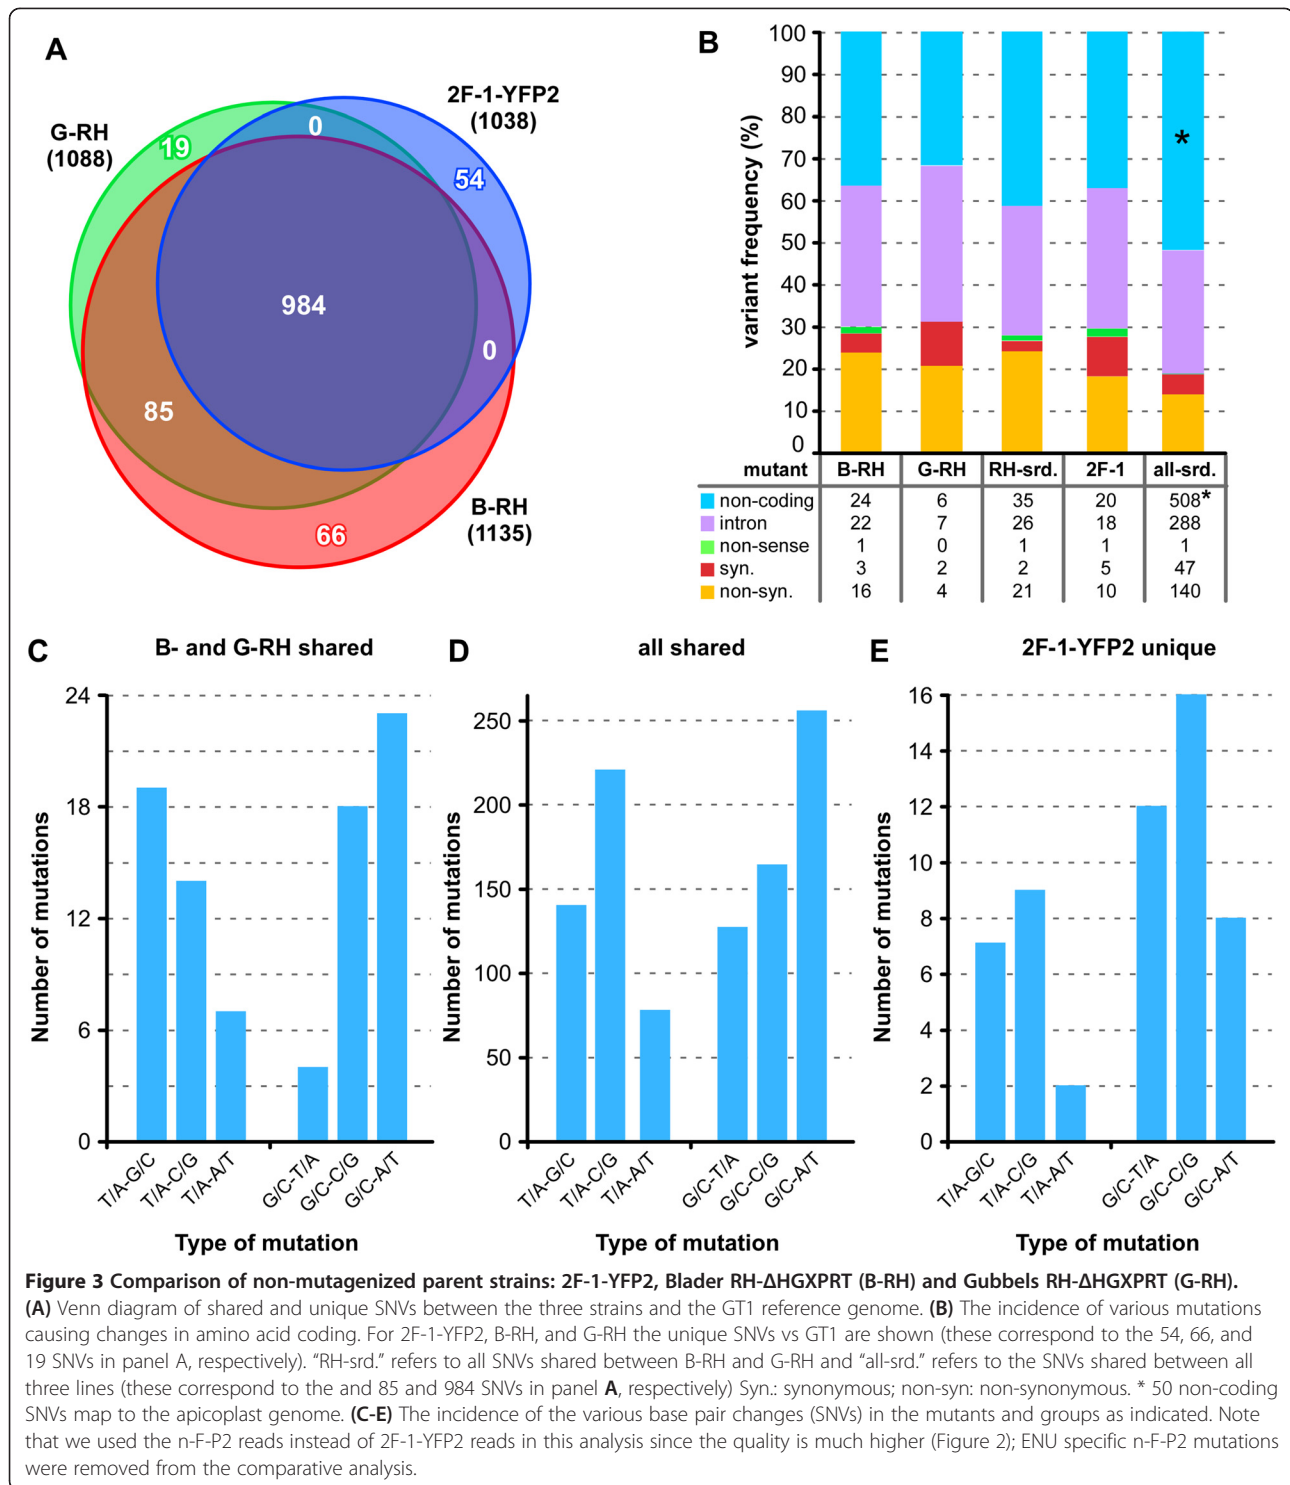 A
G-RH
(1088)
2F-1-YFP2
(1038)
19
0
54
984
0
85
66
B-RH
(1135)
B
variant frequency (%)
100
90
80
70
60
50
40
30
20
10
0
*
mutant B-RH G-RH RH-srd. 2F-1 all-srd.
non-coding 24 6 35 20 508*
intron 22 7 26 18 288
non-sense 1 0 1 1 1
syn. 3 2 2 5 47
non-syn. 16 4 21 10 140
C B- and G-RH shared
Number of mutations
24
18
12
6
0
T/A-G/C T/A-C/G T/A-A/T G/C-T/A G/C-C/G G/C-A/T
Type of mutation
D all shared
Number of mutations
250
200
150
100
50
0
T/A-G/C T/A-C/G T/A-A/T G/C-T/A G/C-C/G G/C-A/T
Type of mutation
E 2F-1-YFP2 unique
Number of mutations
16
14
12
10
8
6
4
2
0
T/A-G/C T/A-C/G T/A-A/T G/C-T/A G/C-C/G G/C-A/T
Type of mutation
Figure 3 Comparison of non-mutagenized parent strains: 2F-1-YFP2, Blader RH-ΔHGXPRT (B-RH) and Gubbels RH-ΔHGXPRT (G-RH).
(A) Venn diagram of shared and unique SNVs between the three strains and the GT1 reference genome. (B) The incidence of various mutations
causing changes in amino acid coding. For 2F-1-YFP2, B-RH, and G-RH the unique SNVs vs GT1 are shown (these correspond to the 54, 66, and
19 SNVs in panel A, respectively). “RH-srd.” refers to all SNVs shared between B-RH and G-RH and “all-srd.” refers to the SNVs shared between all
three lines (these correspond to the and 85 and 984 SNVs in panel A, respectively) Syn.: synonymous; non-syn: non-synonymous. * 50 non-coding
SNVs map to the apicoplast genome. (C-E) The incidence of the various base pair changes (SNVs) in the mutants and groups as indicated. Note
that we used the n-F-P2 reads instead of 2F-1-YFP2 reads in this analysis since the quality is much higher (Figure 2); ENU specific n-F-P2 mutations
were removed from the comparative analysis.